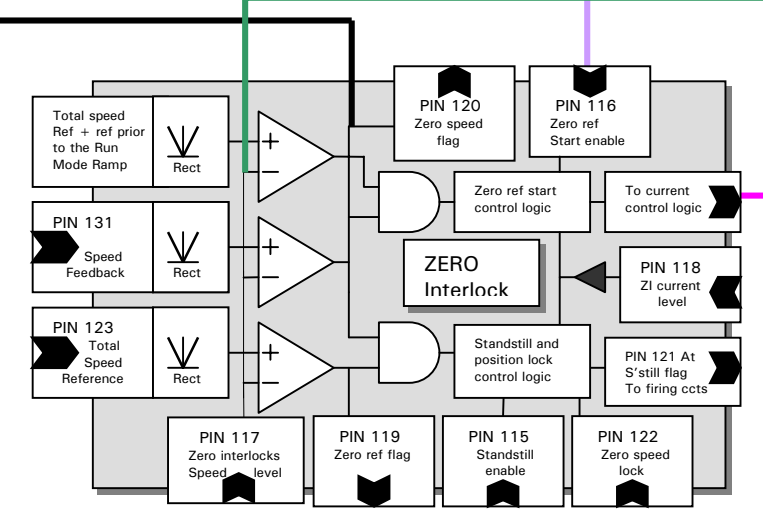 Total speed
Ref + ref prior
to the Run
Mode Ramp
Rect
PIN 120
Zero speed
flag
PIN 116
Zero ref
Start enable
+
Zero ref start
control logic
To current
control logic
PIN 131
Speed
Feedback
Rect
+
ZERO
Interlock
PIN 118
ZI current
level
PIN 123
Total
Speed
Reference
Rect
+
Standstill and
position lock
control logic
PIN 121 At
S'still flag
To firing ccts
PIN 117
Zero interlocks
Speed level
PIN 119
Zero ref flag
PIN 115
Standstill
enable
PIN 122
Zero speed
lock